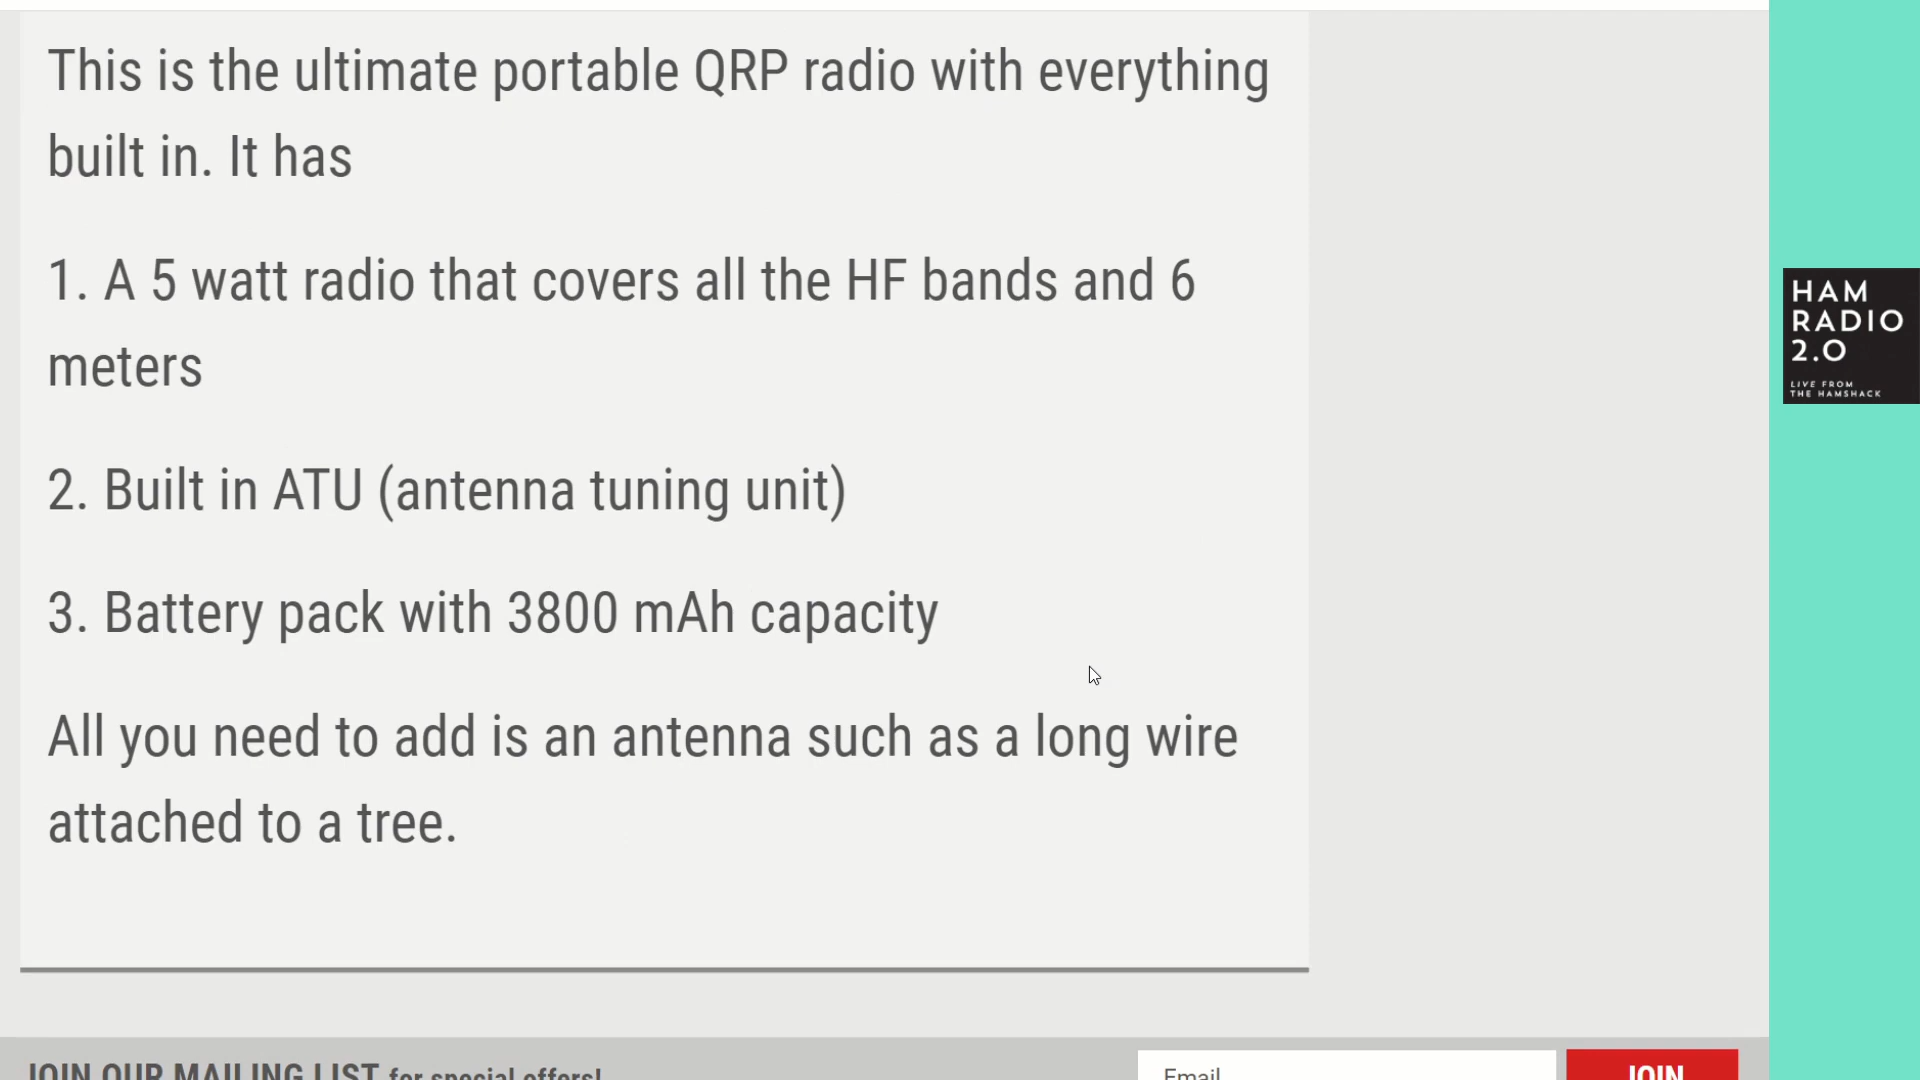 This is the ultimate portable QRP radio with everything
built in. It has
1. A 5 watt radio that covers all the HF bands and 6
meters
2. Built in ATU (antenna tuning unit)
3. Battery pack with 3800 mAh capacity
All you need to add is an antenna such as a long wire
attached to a tree.
HAM
RADIO
2.0
LIVE FROM
THE HAMSHACK
JOIN OUR MAILING LIST for special offers!
Email
JOIN